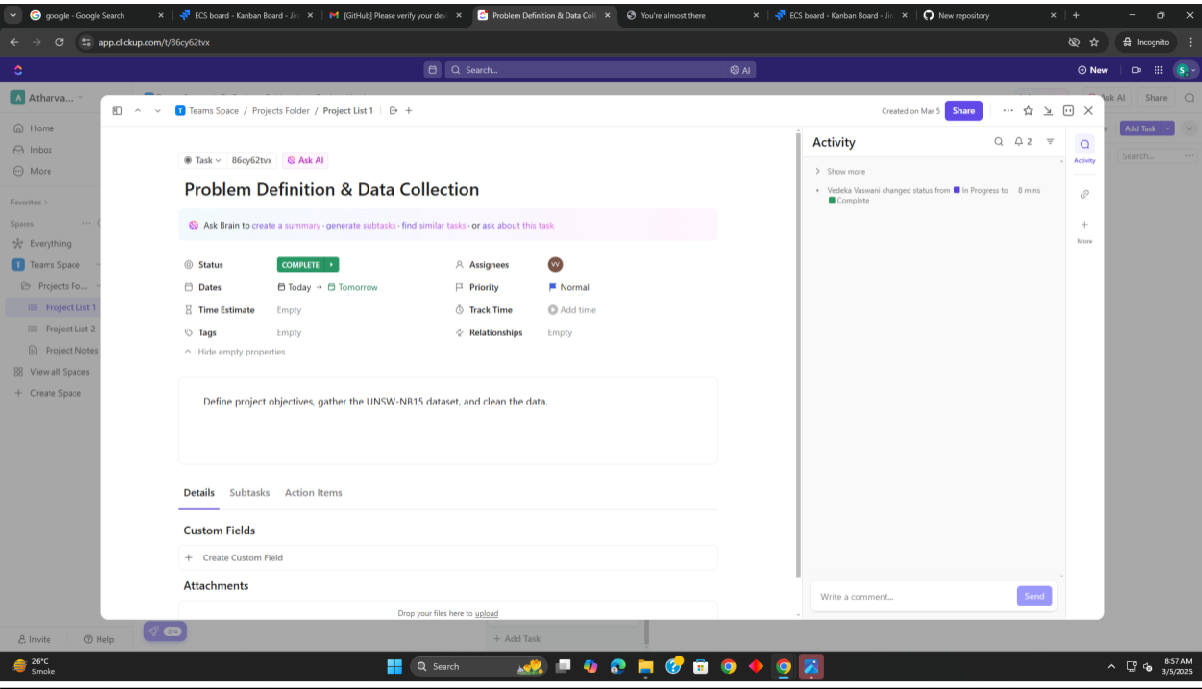 google - Google Search
ECS board - Kanban Board - Jir
[GitHub] Please verify your dev
Problem Defintion & Data Coll
You're almost there
ECS board - Kanban Board - Jir
New repository
app.clickup.com/t/86cy62tvx
Incognito
Search...
AI
New
S
A Atharva...
Ask AI
Share
Home
Inbox
More
Favorites >
Spaces
Everything
T Teams Space
Projects Fo...
Project List 1
Project List 2
Project Notes
View all Spaces
Create Space
Invite
Help
3/4
Add Task
Search...
T Teams Space / Projects Folder / Project List 1
Created on Mar 5
Share
Task
86cy62tvx
Ask AI
Problem Definition & Data Collection
Ask Brain to create a summary · generate subtasks · find similar tasks · or ask about this task
Status
COMPLETE
Assignees
VV
Dates
Today → Tomorrow
Priority
Normal
Time Estimate
Empty
Track Time
Add time
Tags
Empty
Relationships
Empty
Hide empty properties
Define project objectives, gather the UNSW-NB15 dataset, and clean the data.
Details
Subtasks
Action Items
Custom Fields
Create Custom Field
Attachments
Drop your files here to upload
Add Task
Activity
2
Show more
Vedeka Vaswani changed status from In Progress to
Complete
8 mins
Write a comment...
Send
Activity
More
26°C
Smoke
Search
8:57 AM
3/5/2025